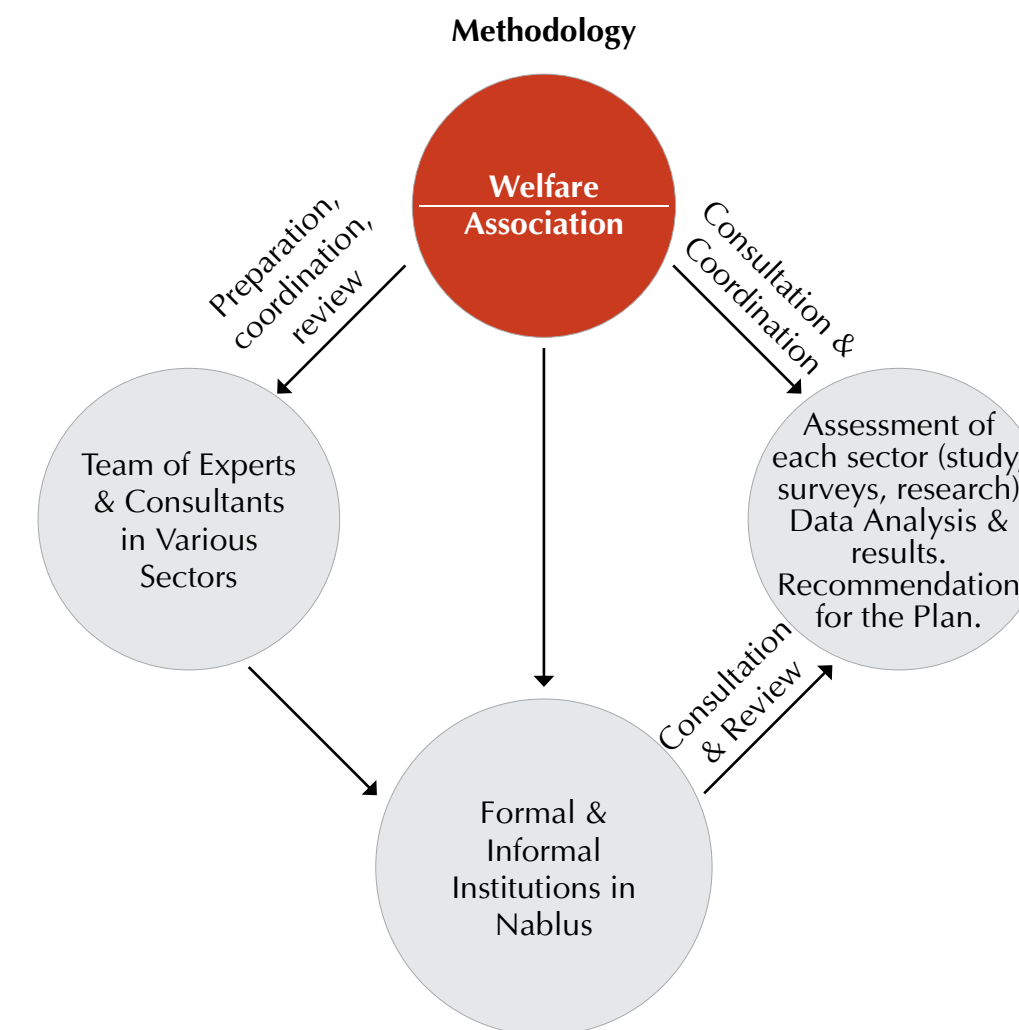 Methodology
Welfare
Association
Preparation,
coordination,
review
Consultation &
Coordination
Team of Experts
& Consultants
in Various
Sectors
Assessment of
each sector (study,
surveys, research)
Data Analysis &
results.
Recommendation
for the Plan.
Consultation
& Review
Formal &
Informal
Institutions in
Nablus